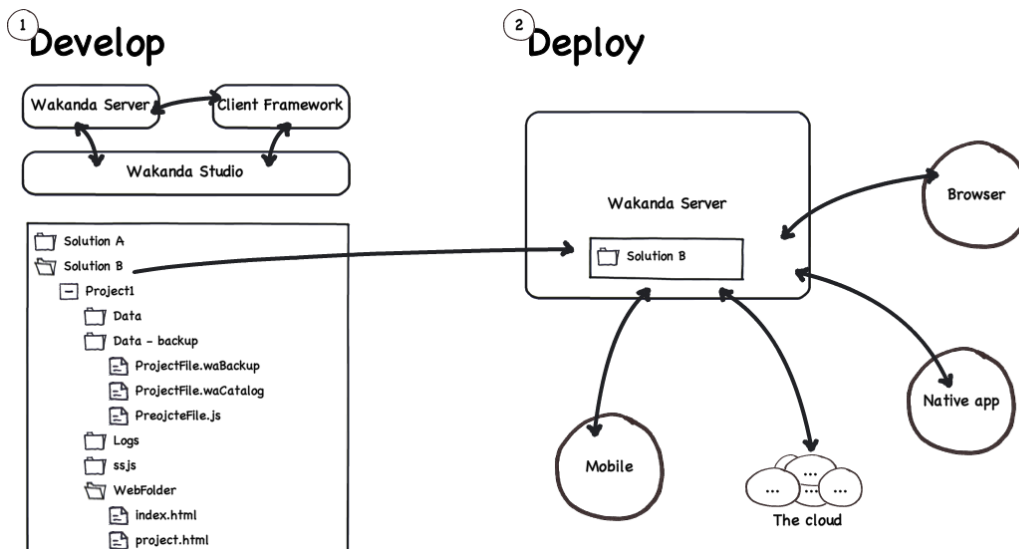 1
Develop
Wakanda Server
Client Framework
Wakanda Studio
Solution A
Solution B
Project1
Data
Data - backup
ProjectFile.waBackup
ProjectFile.waCatalog
PreojcteFile.js
Logs
ssjs
WebFolder
index.html
project.html
2
Deploy
Wakanda Server
Solution B
Browser
Native app
Mobile
...
...
...
...
The cloud